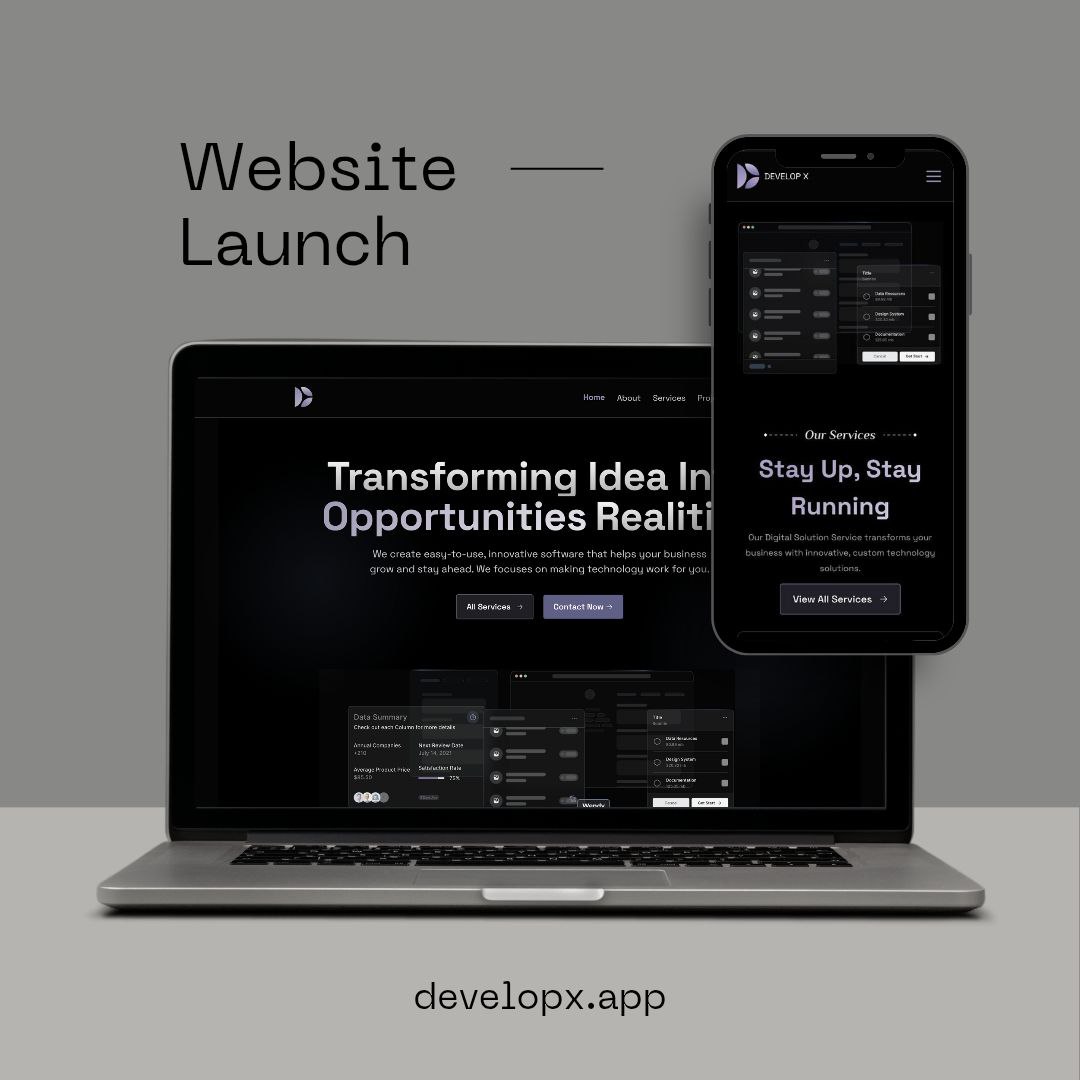 Website
Launch
DEVELOP X
Title
Data Resources
Design System
Documentation
Cancel
Get Start →
Our Services
Stay Up, Stay
Running
Our Digital Solution Service transforms your
business with innovative, custom technology
solutions.
View All Services →
Home About Services Pro
Transforming Idea In
Opportunities Realiti
We create easy-to-use, innovative software that helps your business
grow and stay ahead. We focuses on making technology work for you.
All Services →
Contact Now →
Data Summary
Check out each Column for more details
Annual Companies
+210
Next Review Date
July 14, 2021
Average Product Price
$85.50
Satisfaction Rate
75%
Title
Data Resources
Design System
Documentation
Get Start →
Wendy
developx.app